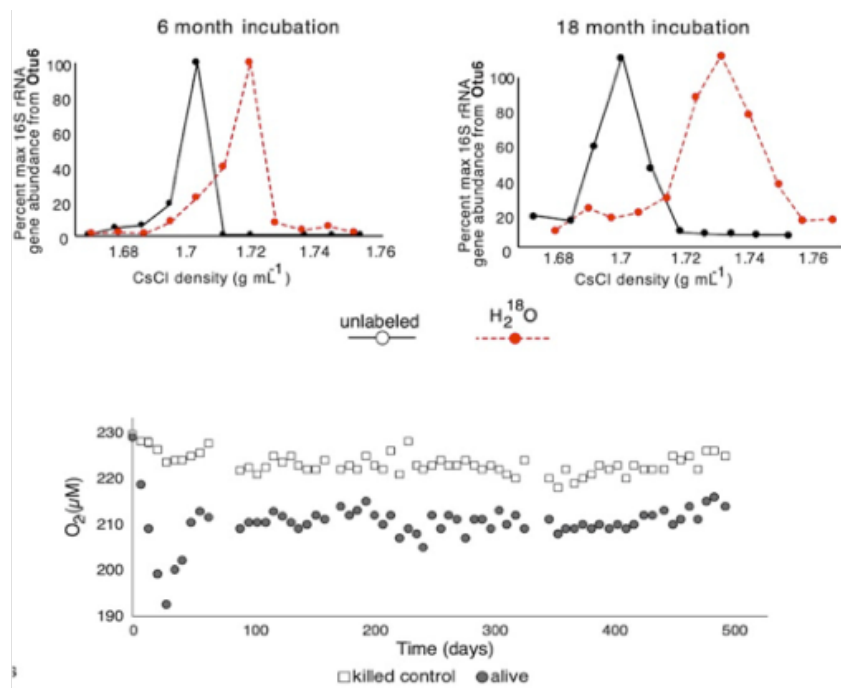 6 month incubation
18 month incubation
Percent max 16S rRNA
gene abundance from Otu6
100
80
60
40
20
0
1.68
1.7
1.72
1.74
1.76
CsCl density (g mL-1)
Percent max 16S rRNA
gene abundance from Otu6
100
80
60
40
20
0
1.68
1.7
1.72
1.74
1.76
CsCl density (g mL-1)
unlabeled
H218O
O2(µM)
230
220
210
200
190
0
100
200
300
400
500
Time (days)
killed control
alive
s